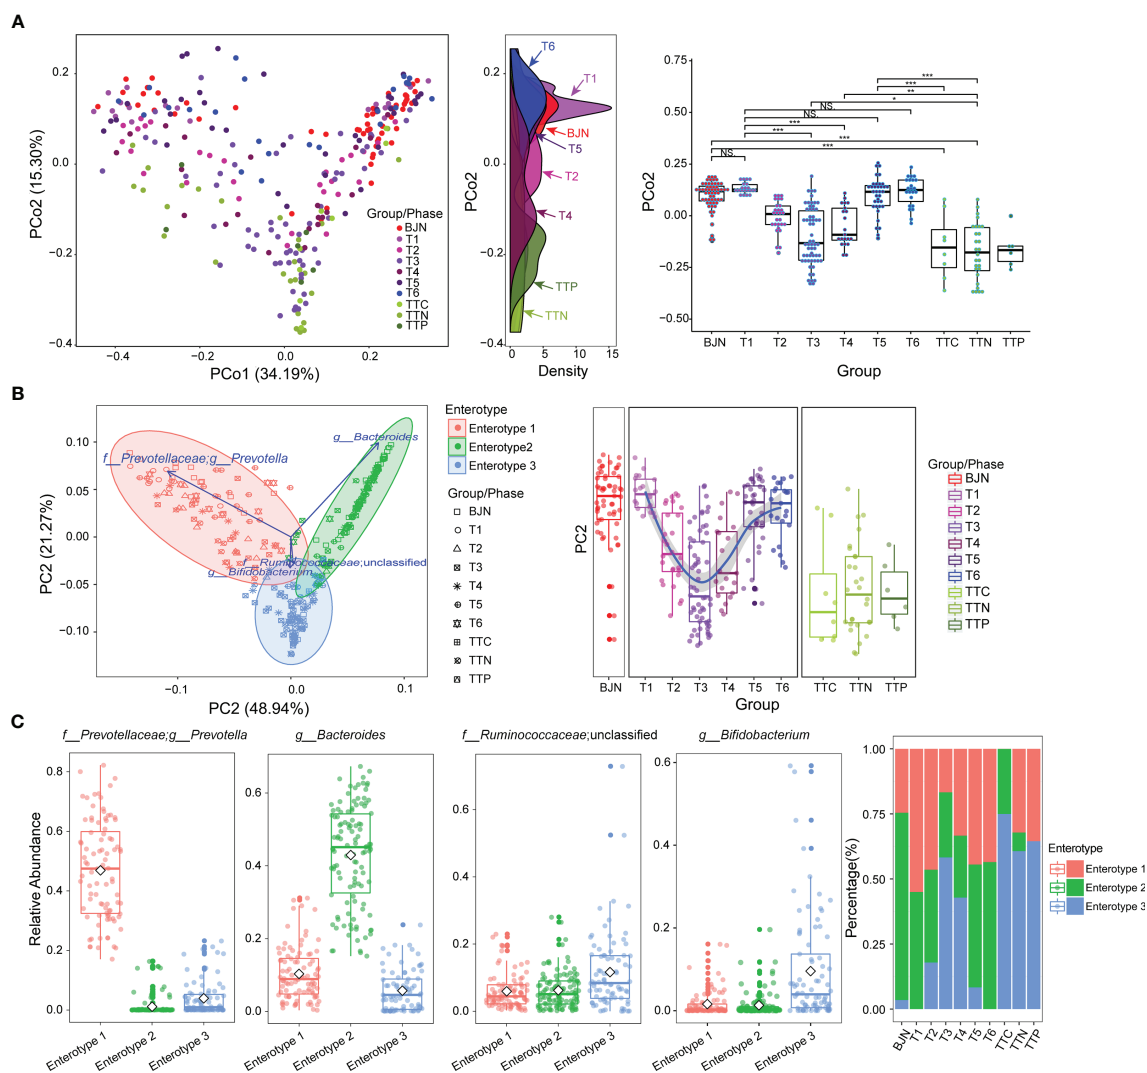 A
PCo2 (15.30%)
0.2
0.0
−0.2
−0.4
−0.4
−0.2
0.0
0.2
PCo1 (34.19%)
Group/Phase
BJN
T1
T2
T3
T4
T5
T6
TTC
TTN
TTP
PCo2
0.2
0.0
−0.2
−0.4
0
5
10
15
Density
T6
T1
BJN
T5
T2
T4
TTP
TTN
PCo2
0.75
0.50
0.25
0.00
−0.25
−0.50
***
***
**
*
NS.
NS.
***
***
***
***
NS.
BJN T1 T2 T3 T4 T5 T6 TTC TTN TTP
Group
B
PC2 (21.27%)
0.10
0.05
0.00
−0.05
−0.10
−0.1
0.0
0.1
PC2 (48.94%)
g__Bacteroides
f__Prevotellaceae;g__Prevotella
f__Ruminococcaceae;unclassified
g__Bifidobacterium
Enterotype
Enterotype 1
Enterotype2
Enterotype 3
Group/Phase
BJN
T1
T2
T3
T4
T5
T6
TTC
TTN
TTP
PC2
BJN T1 T2 T3 T4 T5 T6 TTC TTN TTP
Group
Group/Phase
BJN
T1
T2
T3
T4
T5
T6
TTC
TTN
TTP
C
f__Prevotellaceae;g__Prevotella
Relative Abundance
0.8
0.6
0.4
0.2
0.0
Enterotype 1
Enterotype 2
Enterotype 3
g__Bacteroides
0.6
0.4
0.2
0.0
Enterotype 1
Enterotype 2
Enterotype 3
f__Ruminococcaceae;unclassified
0.6
0.4
0.2
0.0
Enterotype 1
Enterotype 2
Enterotype 3
g__Bifidobacterium
0.6
0.4
0.2
0.0
Enterotype 1
Enterotype 2
Enterotype 3
Percentage(%)
1.00
0.75
0.50
0.25
0.00
BJN
T1
T2
T3
T4
T5
T6
TTC
TTN
TTP
Enterotype
Enterotype 1
Enterotype 2
Enterotype 3